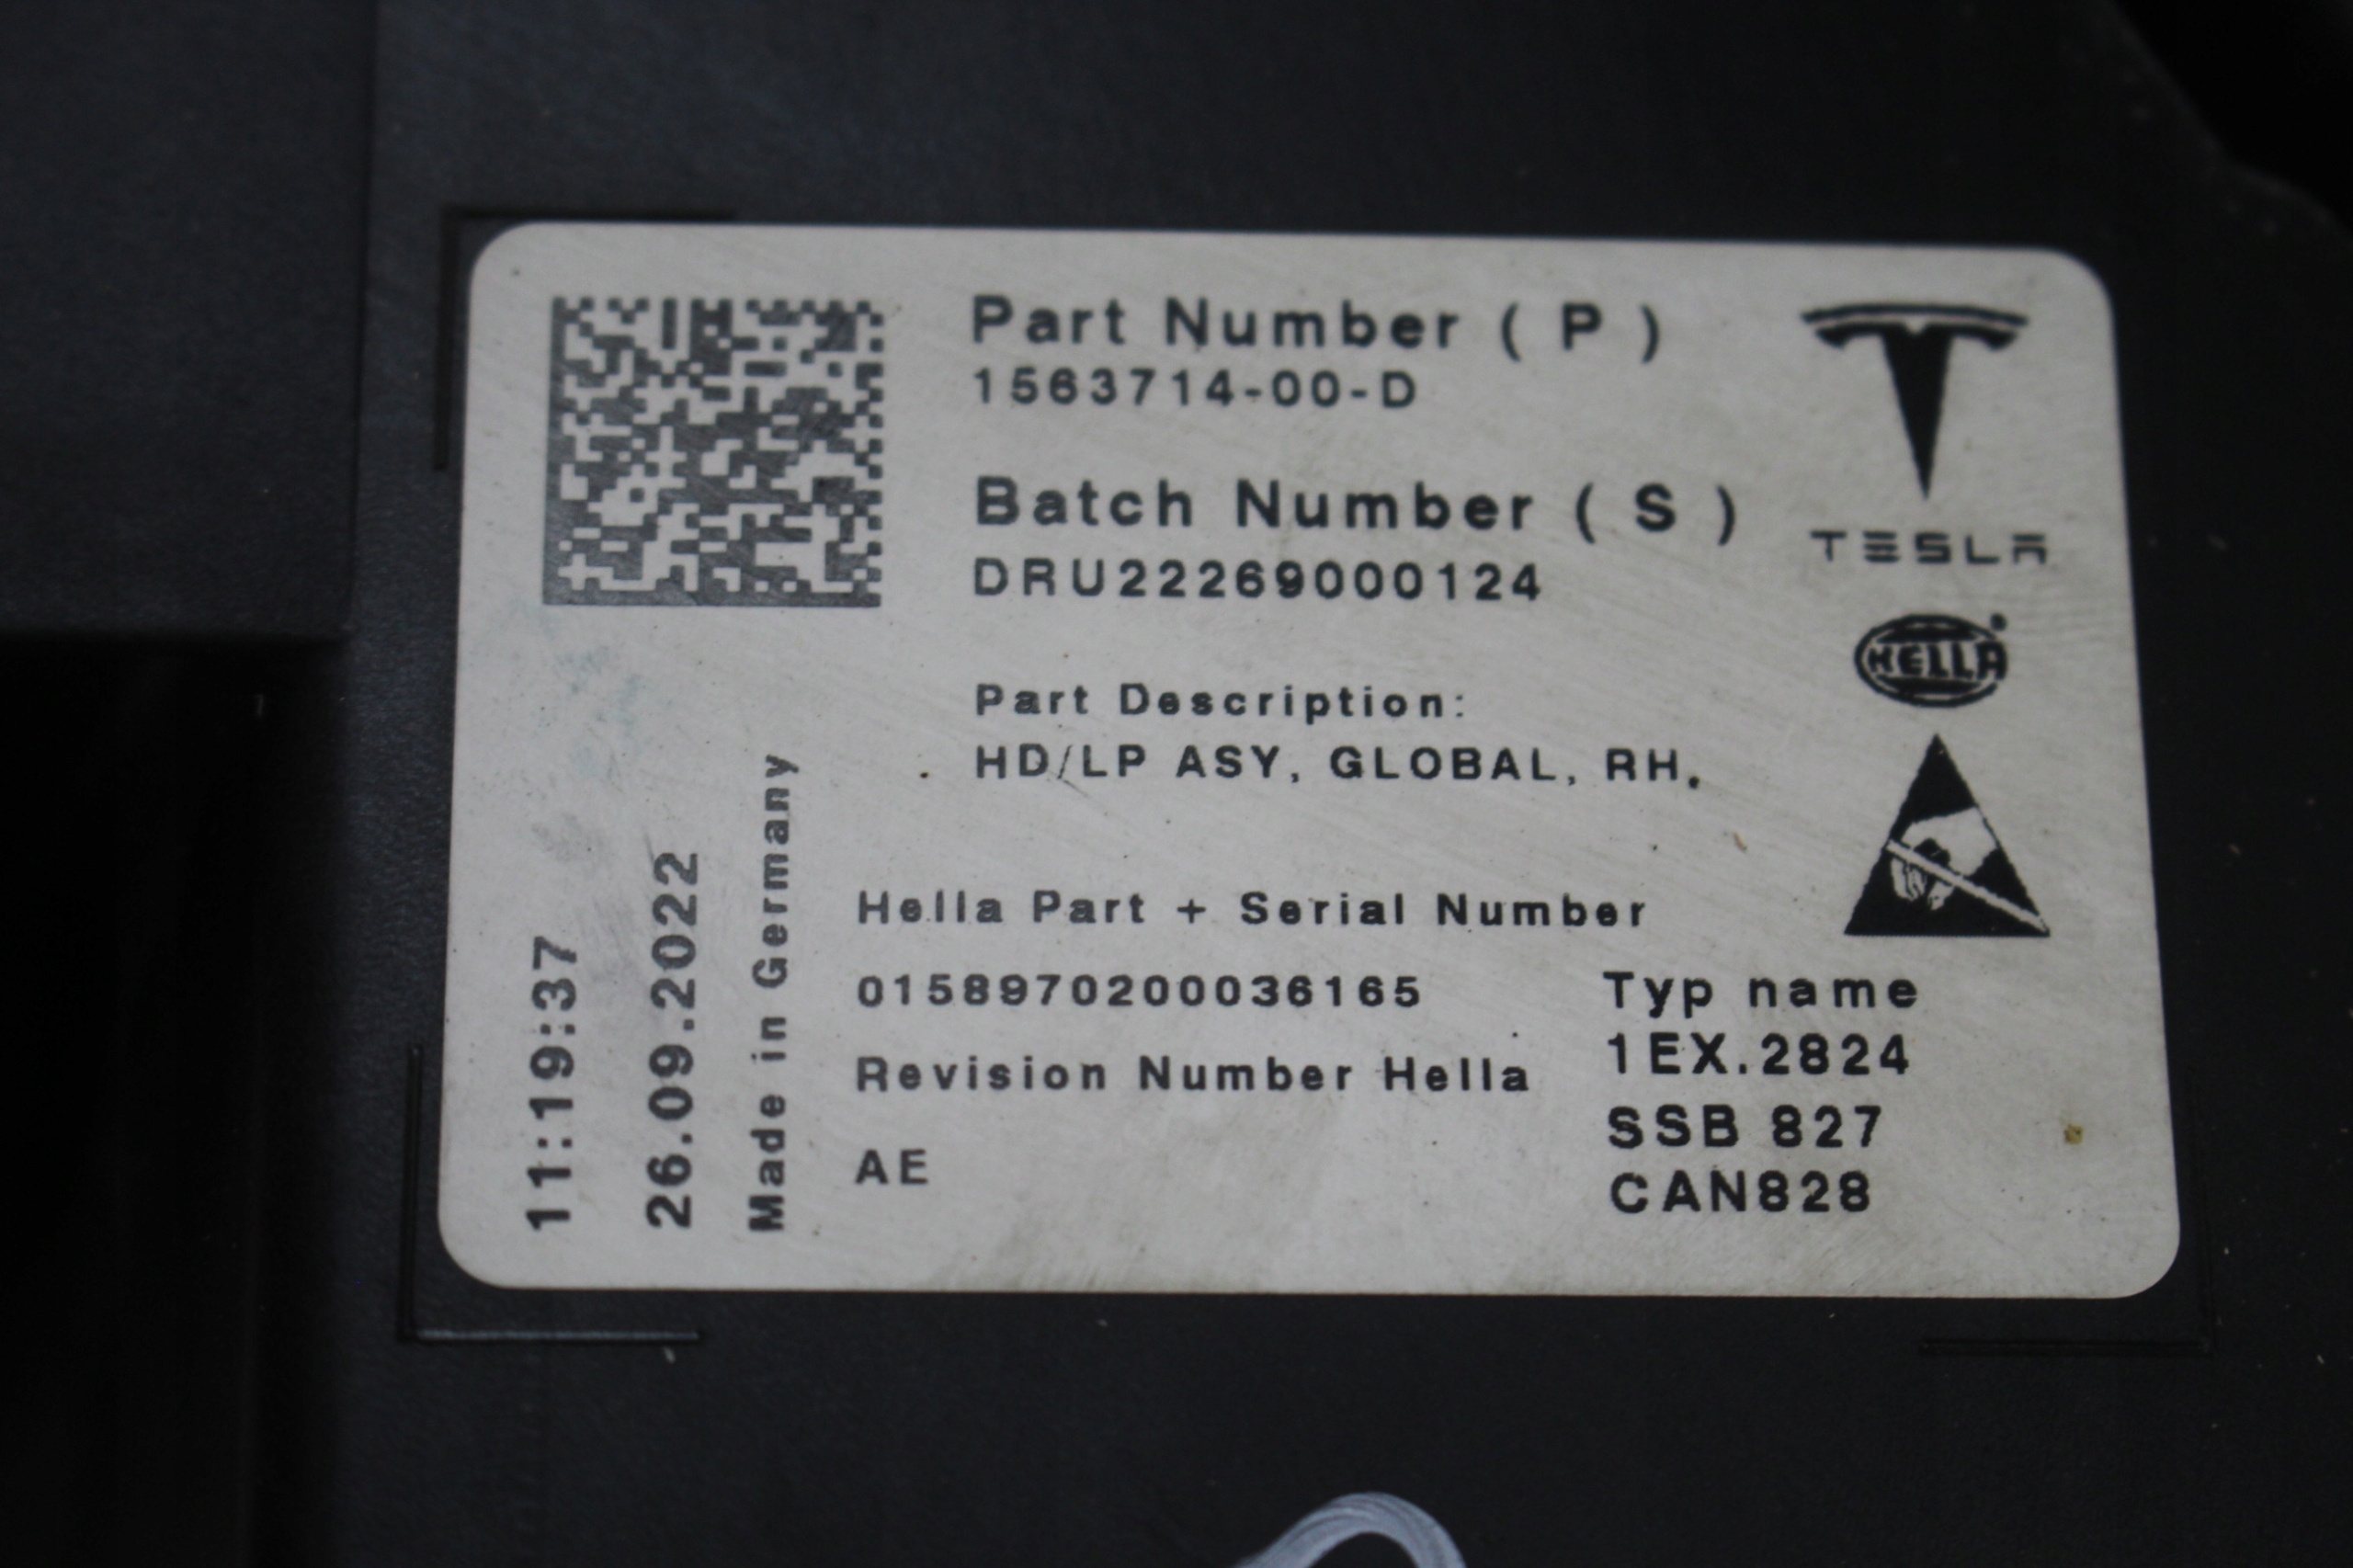 Part Number ( P )
1563714-00-D
Batch Number ( S )
DRU22269000124
TESLA
HELLA
Part Description:
HD/LP ASY, GLOBAL, RH.
Hella Part + Serial Number
0158970200036165
Revision Number Hella
AE
Typ name
1EX.2824
SSB 827
CAN828
11:19:37
26.09.2022
Made in Germany